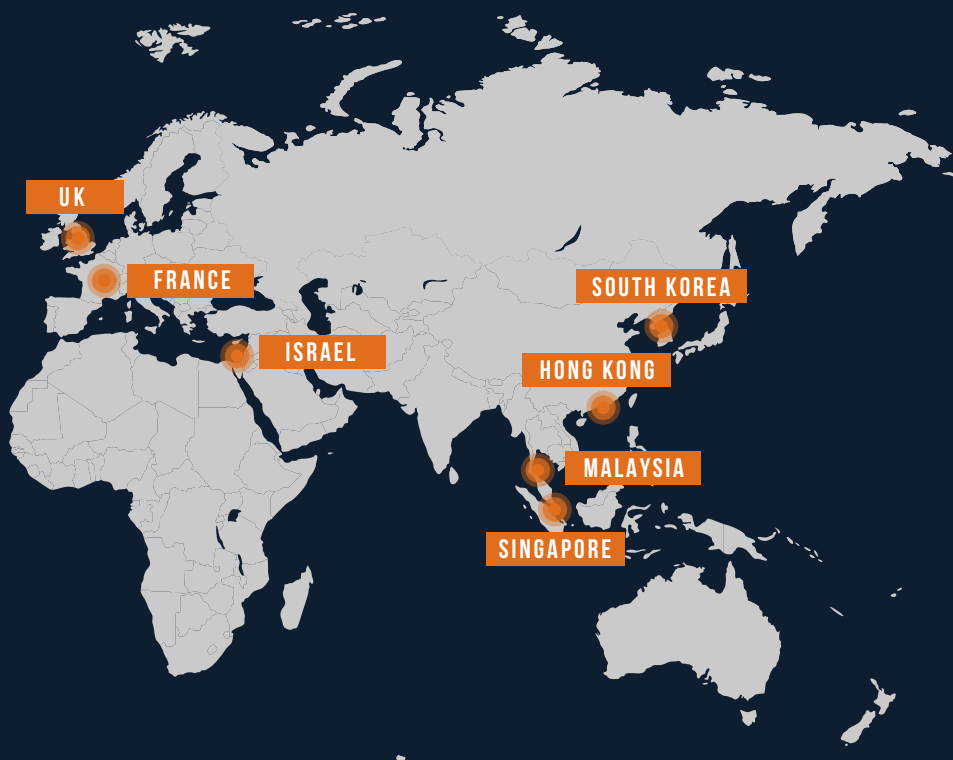 UK
FRANCE
SOUTH KOREA
ISRAEL
HONG KONG
MALAYSIA
SINGAPORE